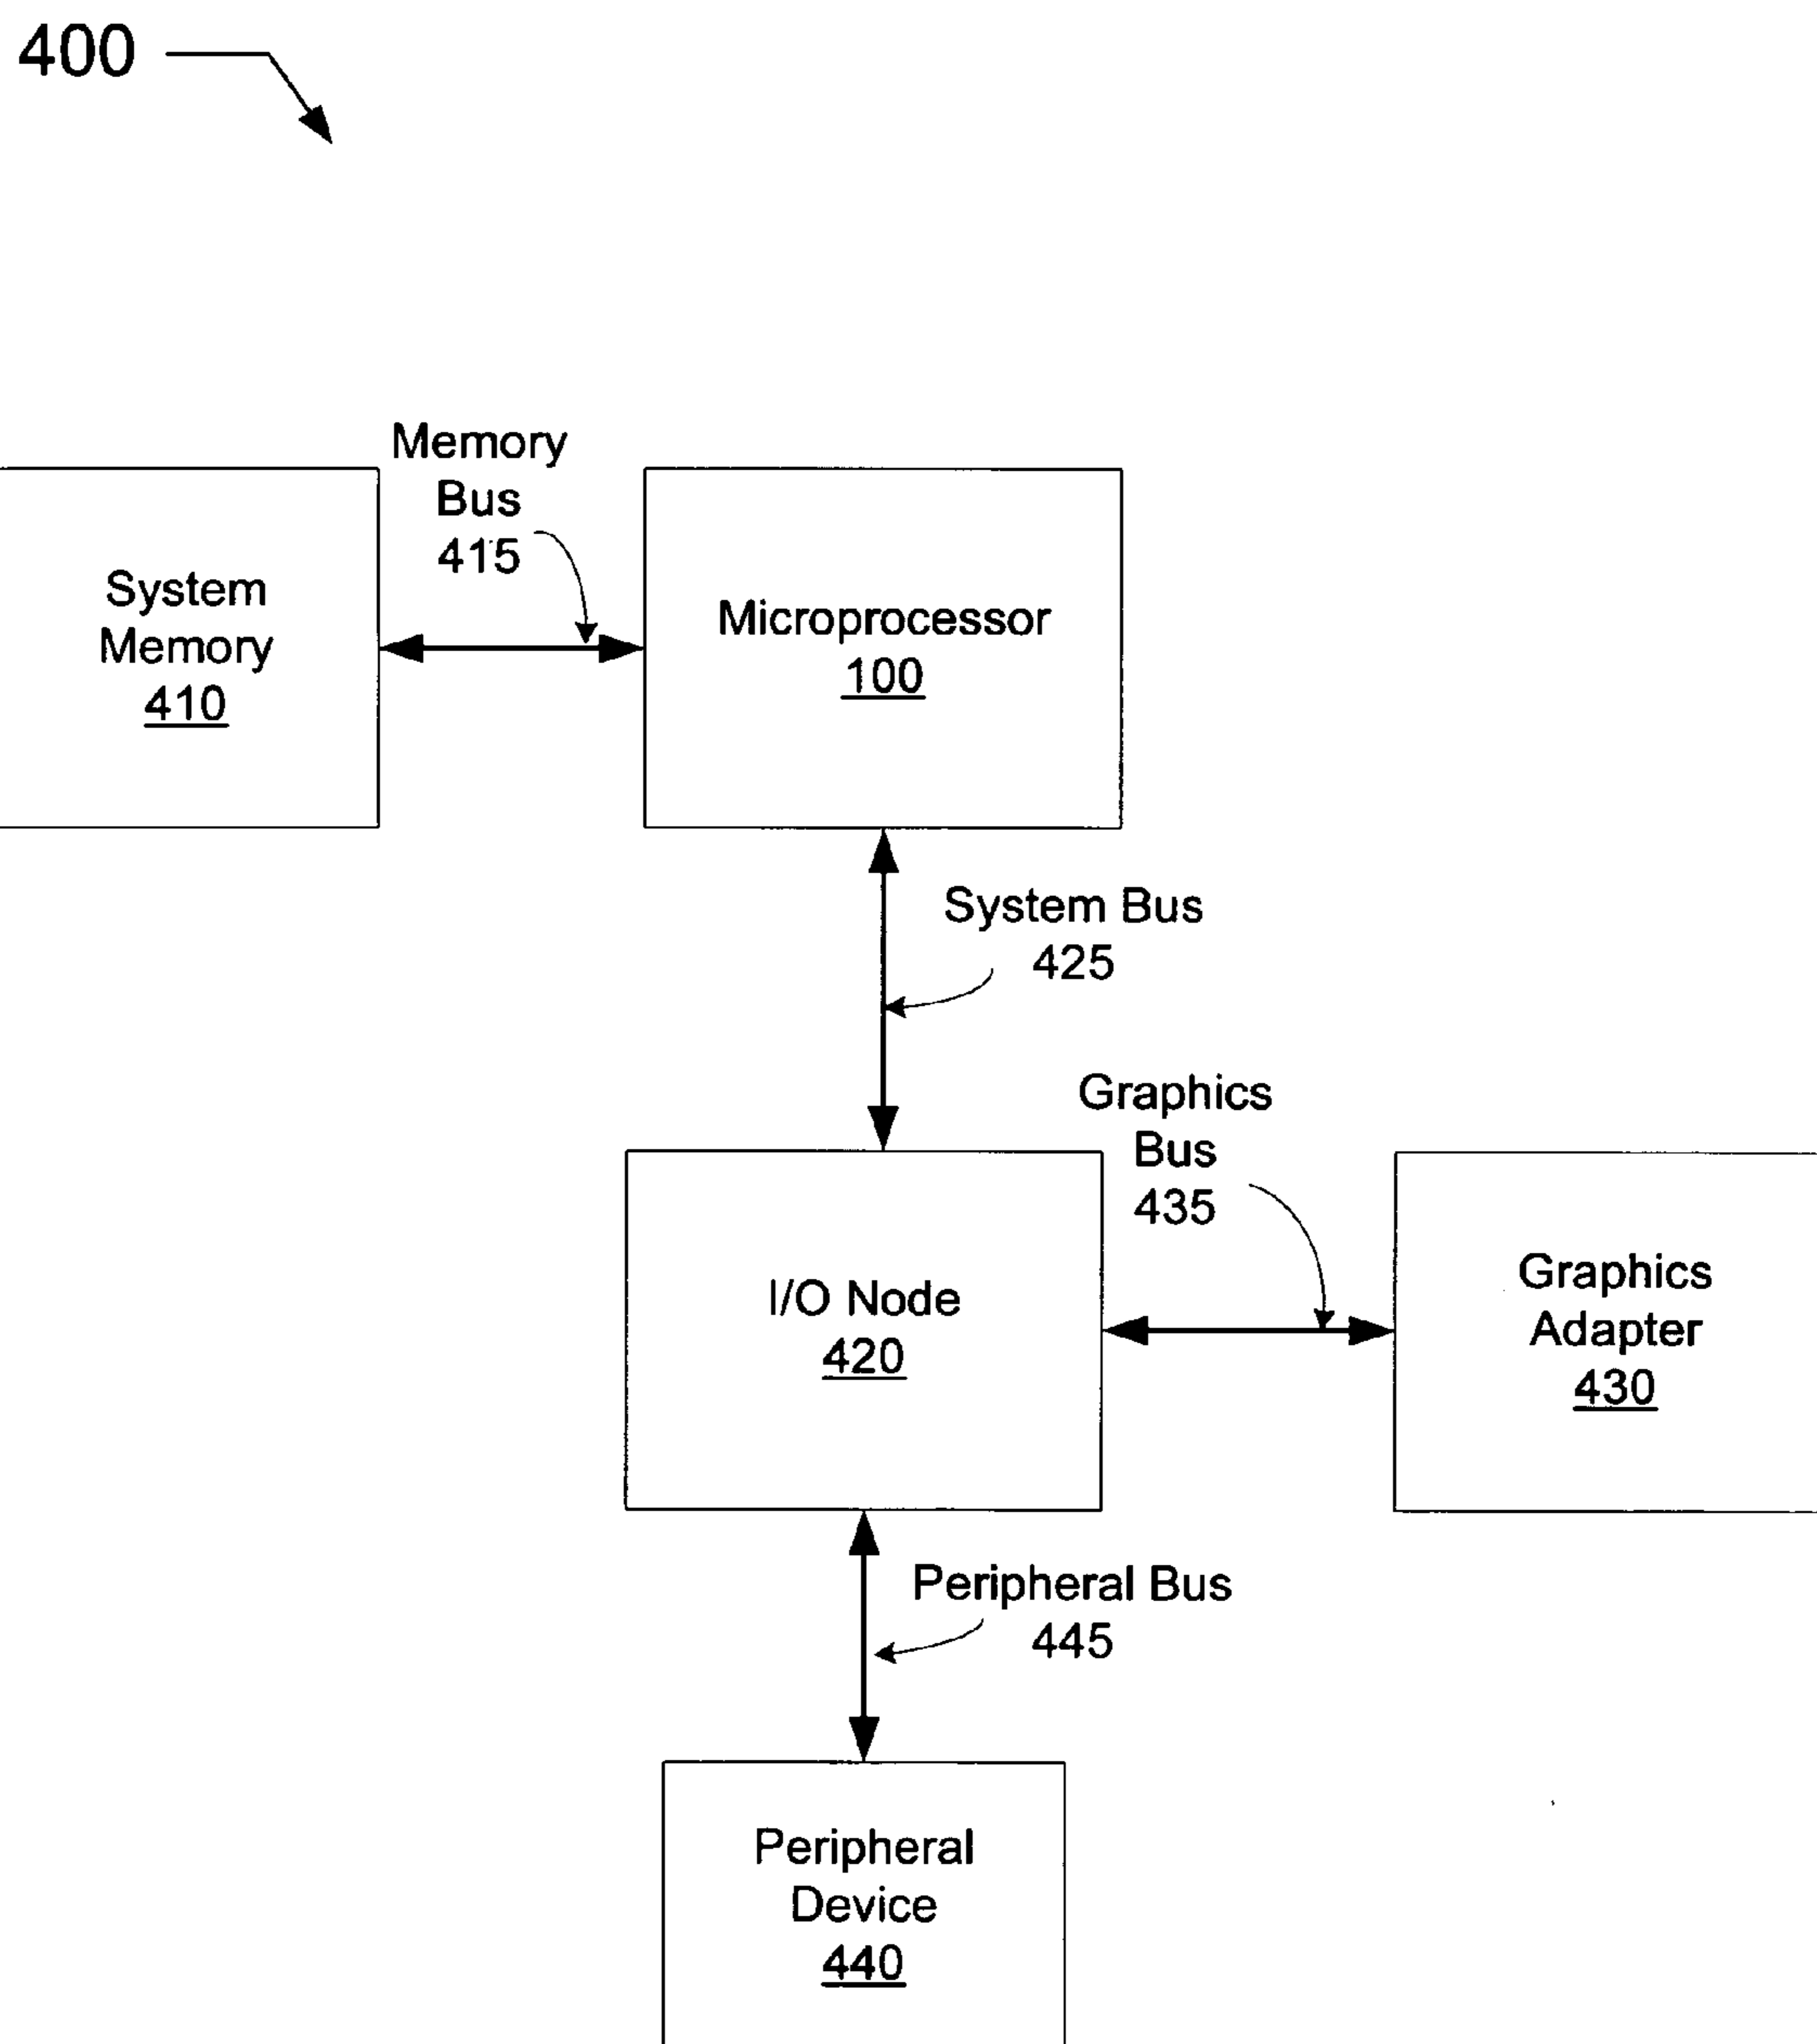 400
Memory
Bus
415
System
Memory
410
Microprocessor
100
System Bus
425
Graphics
Bus
435
I/O Node
420
Graphics
Adapter
430
Peripheral Bus
445
Peripheral
Device
440